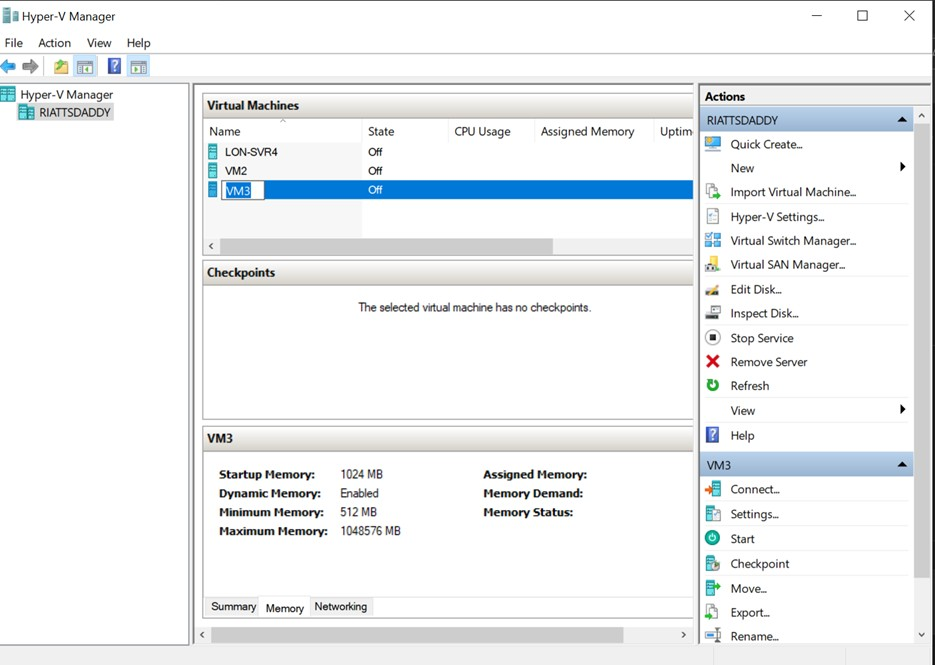 Hyper-V Manager
File Action View Help
Hyper-V Manager
RIATTSDADDY
Virtual Machines
Name State CPU Usage Assigned Memory Uptim
LON-SVR4 Off
VM2 Off
VM3 Off
Checkpoints
The selected virtual machine has no checkpoints.
VM3
Startup Memory: 1024 MB Assigned Memory:
Dynamic Memory: Enabled Memory Demand:
Minimum Memory: 512 MB Memory Status:
Maximum Memory: 1048576 MB
Summary Memory Networking
Actions
RIATTSDADDY
Quick Create...
New
Import Virtual Machine...
Hyper-V Settings...
Virtual Switch Manager...
Virtual SAN Manager...
Edit Disk...
Inspect Disk...
Stop Service
Remove Server
Refresh
View
Help
VM3
Connect...
Settings...
Start
Checkpoint
Move...
Export...
Rename...